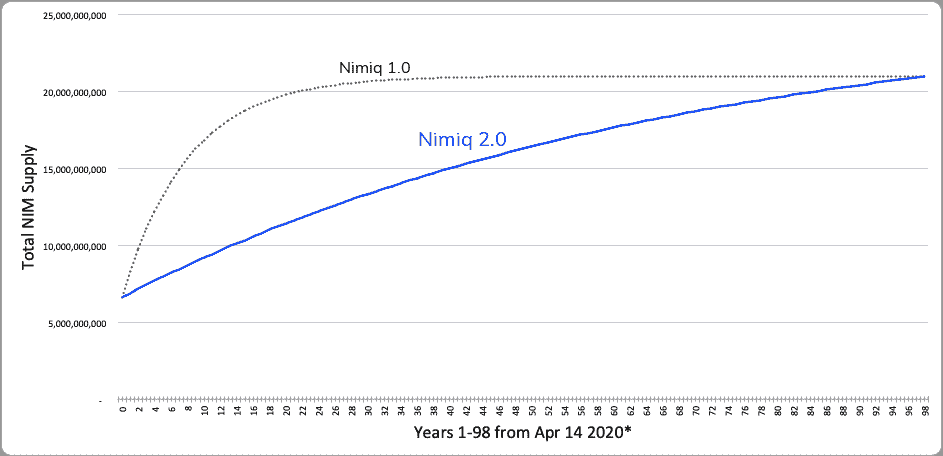 25,000,000,000
Nimiq 1.0
20,000,000,000
Nimiq 2.0
15,000,000,000
Total NIM Supply
10,000,000,000
5,000,000,000
-
0 2 4 6 8 10 12 14 16 18 20 22 24 26 28 30 32 34 36 38 40 42 44 46 48 50 52 54 56 58 60 62 64 66 68 70 72 74 76 78 80 82 84 86 88 90 92 94 96 98
Years 1-98 from Apr 14 2020*